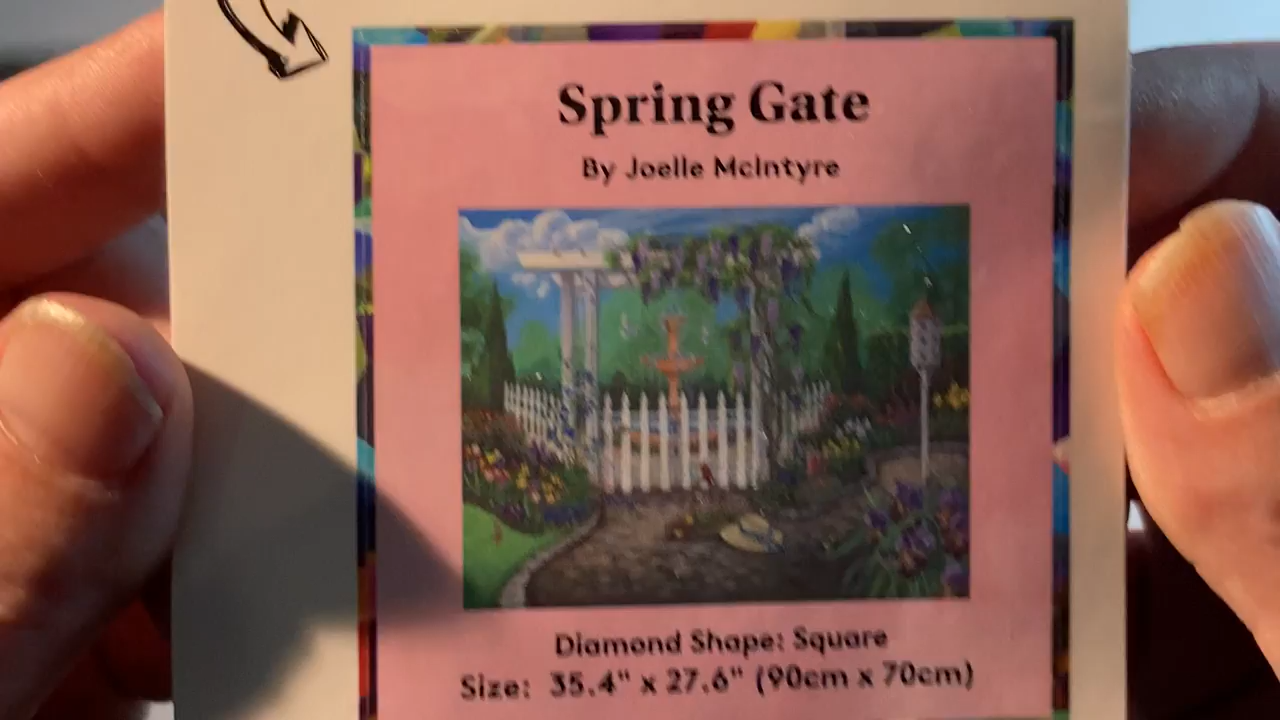 Spring Gate
By Joelle McIntyre
Diamond Shape: Square
Size: 35.4" x 27.6" (90cm x 70cm)